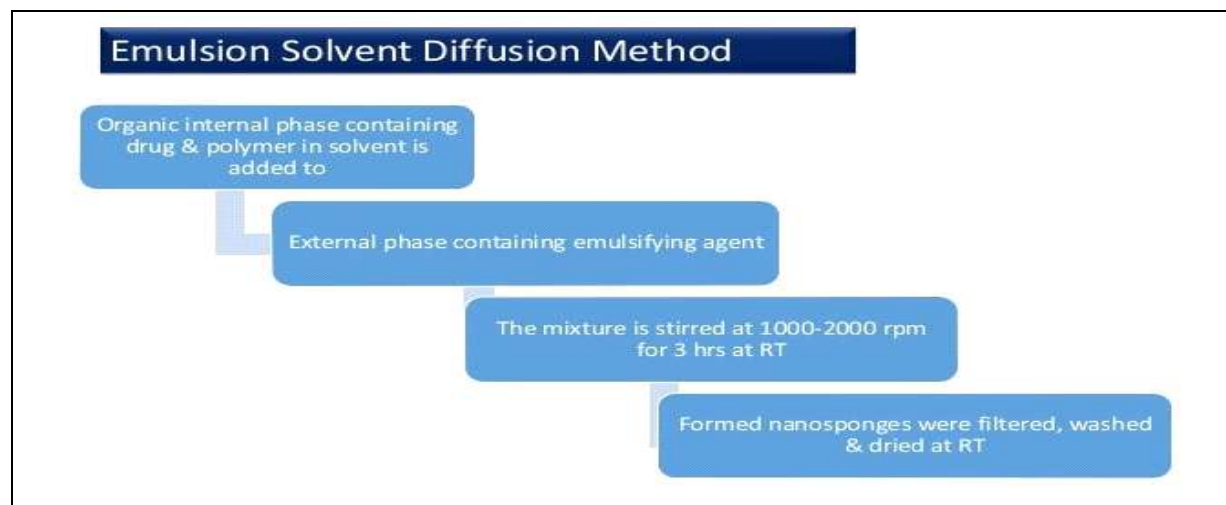 Emulsion Solvent Diffusion Method
Organic internal phase containing
drug & polymer in solvent is
added to
External phase containing emulsifying agent
The mixture is stirred at 1000-2000 rpm
for 3 hrs at RT
Formed nanosponges were filtered, washed
& dried at RT